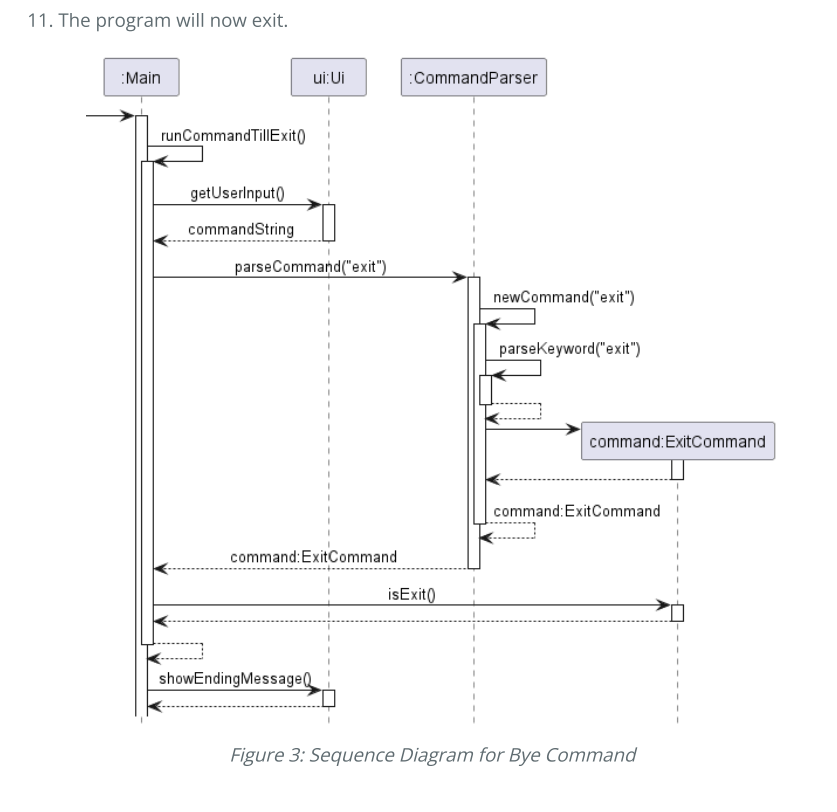 11. The program will now exit.
:Main
ui:Ui
:CommandParser
runCommandTillExit()
getUserInput()
commandString
parseCommand("exit")
newCommand("exit")
parseKeyword("exit")
command:ExitCommand
command:ExitCommand
command:ExitCommand
isExit()
showEndingMessage()
Figure 3: Sequence Diagram for Bye Command